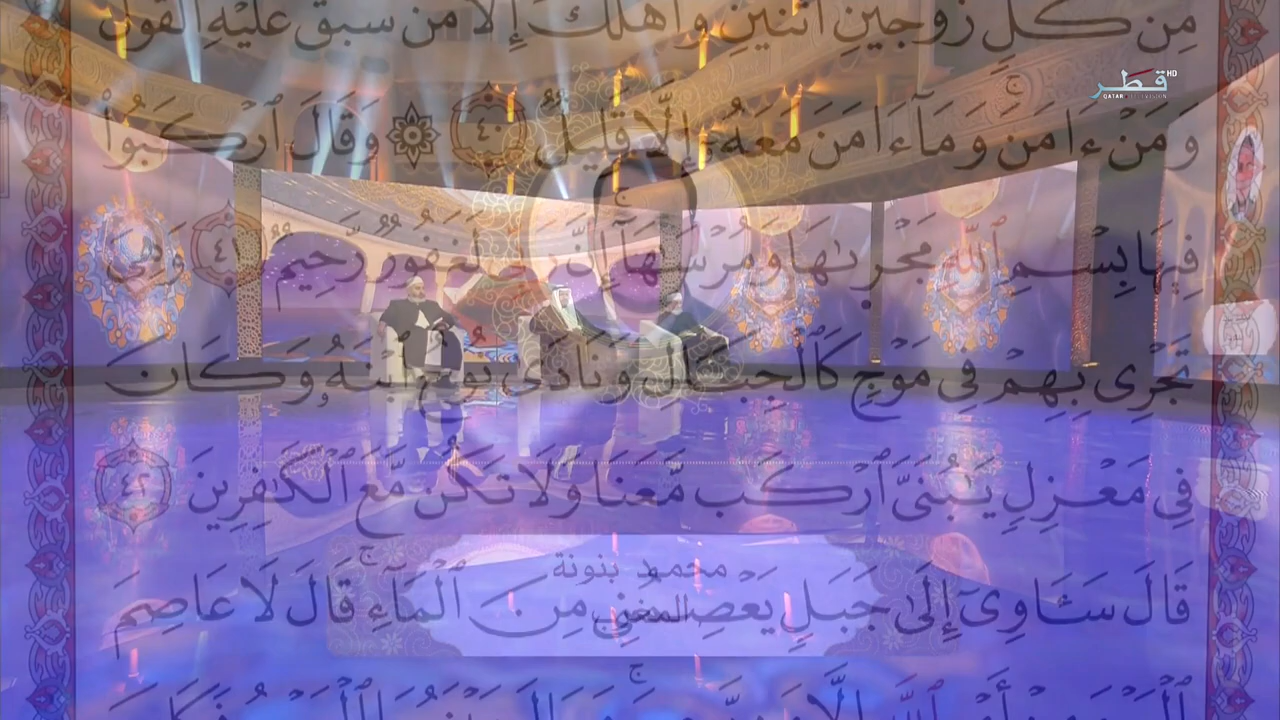 مِن كُلٍّ زَوْجَيْنِ ٱثْنَيْنِ وَأَهْلَكَ إِلَّا مَن سَبَقَ عَلَيْهِ ٱلْقَوْلُ
قطر HD
QATAR TELEVISION
وَمَنْ ءَامَنَ وَمَآ ءَامَنَ مَعَهُۥٓ إِلَّا قَلِيلٌ ٤٠ ۞ وَقَالَ ٱرْكَبُوا۟
فِيهَا بِسْمِ ٱللَّهِ مَجْر۪ىٰهَا وَمُرْسَىٰهَآ إِنَّ لَغَفُورٌ رَّحِيمٌ ٤١ وَهِىَ
تَجْرِى بِهِمْ فِى مَوْجٍ كَٱلْجِبَالِ وَنَادَىٰ نُوحٌ ٱبْنَهُۥ وَكَانَ
فِى مَعْزِلٍ يَٰبُنَىَّ ٱرْكَب مَّعَنَا وَلَا تَكُن مَّعَ ٱلْكَٰفِرِينَ ٤٢
محمد بنونة
المغرب
قَالَ سَـَٔاوِىٓ إِلَىٰ جَبَلٍ يَعْصِمُنِى مِنَ ٱلْمَآءِ قَالَ لَا عَاصِمَ